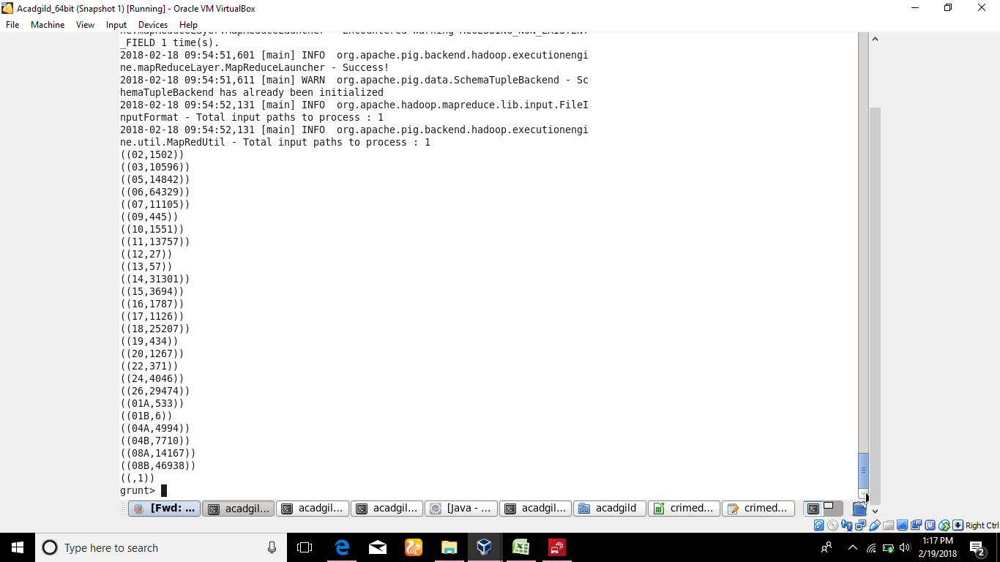 Acadgild_64bit (Snapshot 1) [Running] - Oracle VM VirtualBox
File Machine View Input Devices Help
ne.mapReduceLayer.MapReduceLauncher - Encountered Warning ACCESSING_NON_EXISTENT
_FIELD 1 time(s).
2018-02-18 09:54:51,601 [main] INFO  org.apache.pig.backend.hadoop.executionengi
ne.mapReduceLayer.MapReduceLauncher - Success!
2018-02-18 09:54:51,611 [main] WARN  org.apache.pig.data.SchemaTupleBackend - Sc
hemaTupleBackend has already been initialized
2018-02-18 09:54:52,131 [main] INFO  org.apache.hadoop.mapreduce.lib.input.FileI
nputFormat - Total input paths to process : 1
2018-02-18 09:54:52,131 [main] INFO  org.apache.pig.backend.hadoop.executionengi
ne.util.MapRedUtil - Total input paths to process : 1
((02,1502))
((03,10596))
((05,14842))
((06,64329))
((07,11105))
((09,445))
((10,1551))
((11,13757))
((12,27))
((13,57))
((14,31301))
((15,3694))
((16,1787))
((17,1126))
((18,25207))
((19,434))
((20,1267))
((22,371))
((24,4046))
((26,29474))
((01A,533))
((01B,6))
((04A,4994))
((04B,7710))
((08A,14167))
((08B,46938))
((,1))
grunt>
[Fwd: ... acadgil... acadgil... acadgil... [Java - ... acadgil... acadgild crimed... crimed...
Right Ctrl
Type here to search
1:17 PM
2/19/2018
2